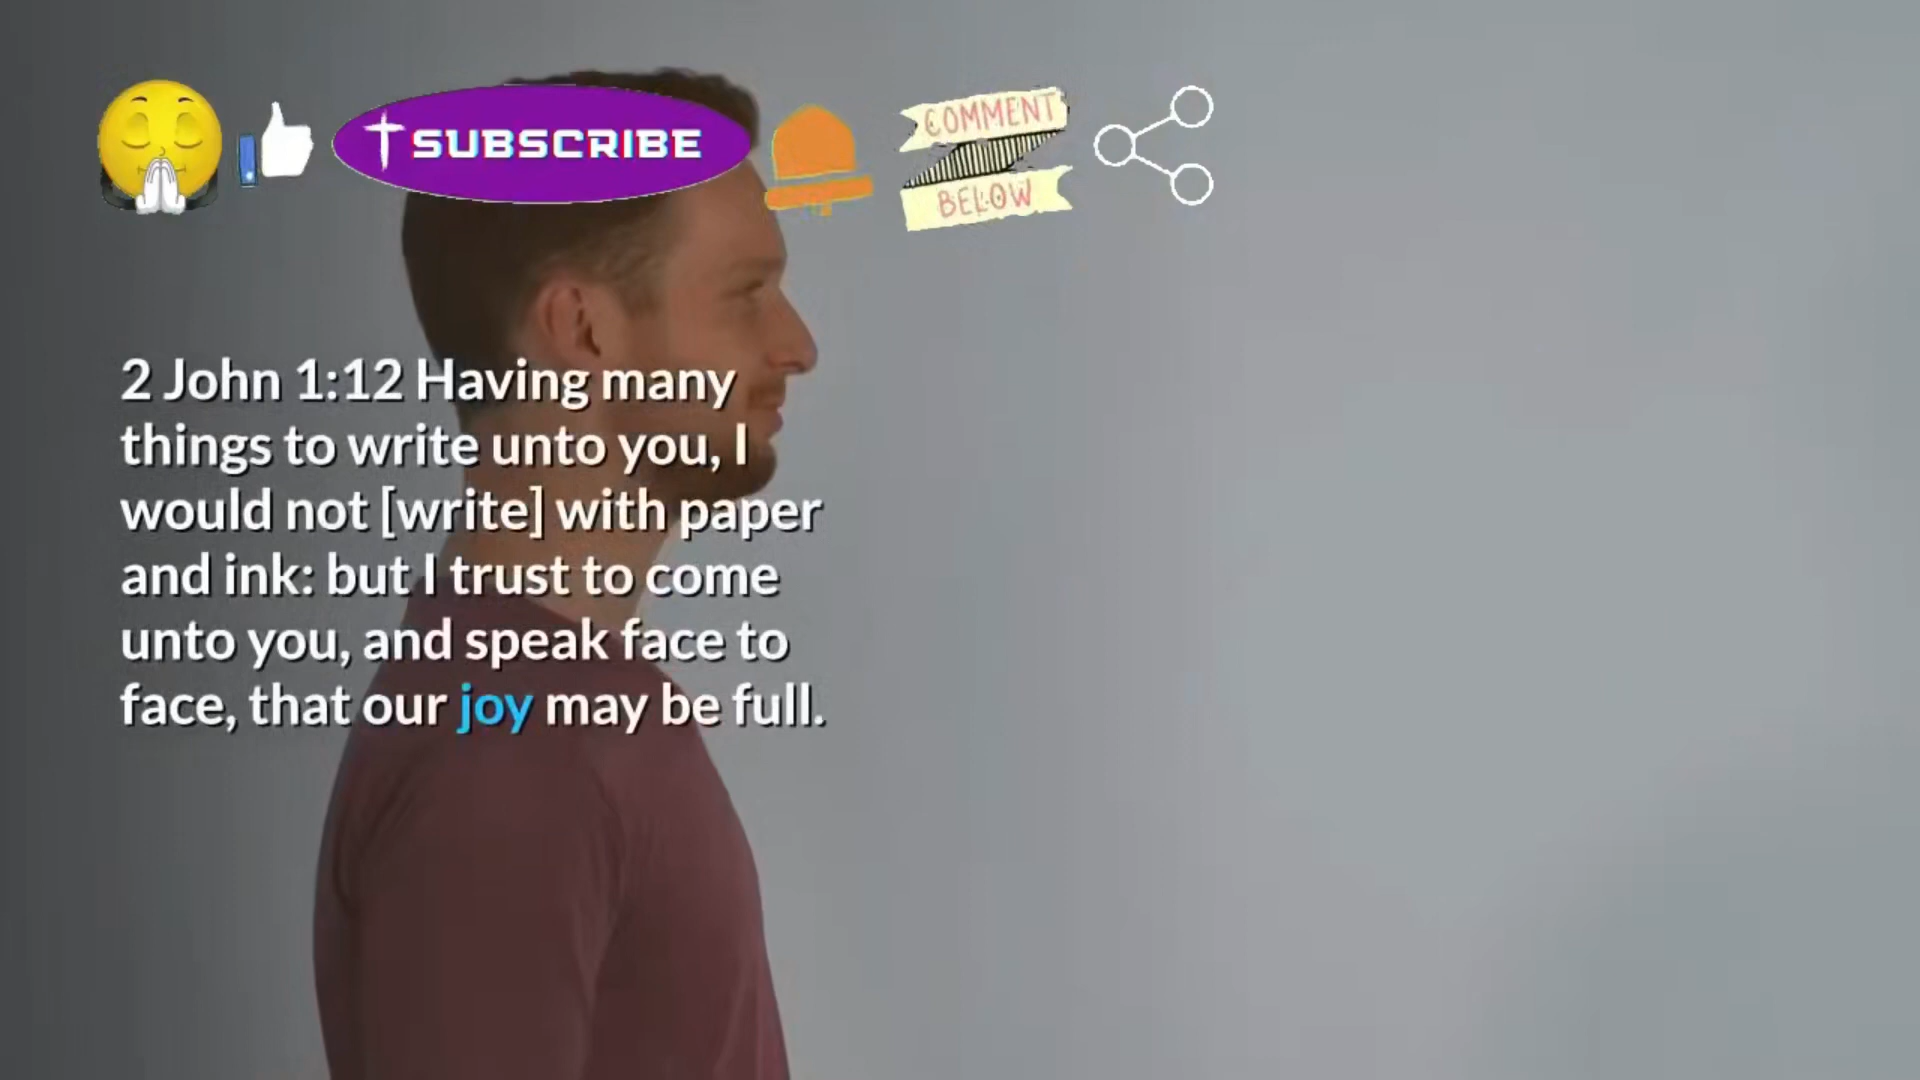 SUBSCRIBE
COMMENT
BELOW
2 John 1:12 Having many
things to write unto you, I
would not [write] with paper
and ink: but I trust to come
unto you, and speak face to
face, that our joy may be full.